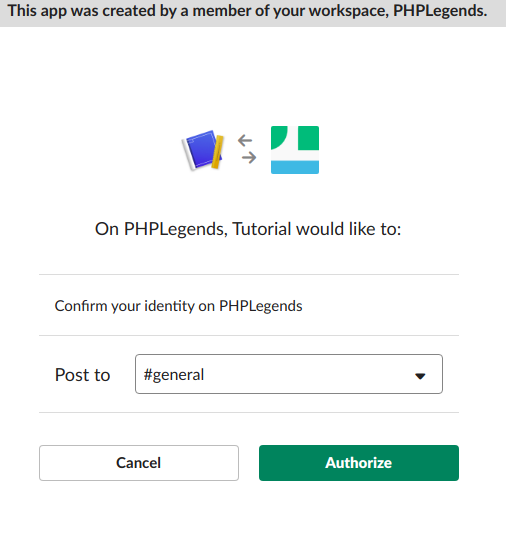 This app was created by a member of your workspace, PHPLegends.
On PHPLegends, Tutorial would like to:
Confirm your identity on PHPLegends
Post to #general
Cancel Authorize